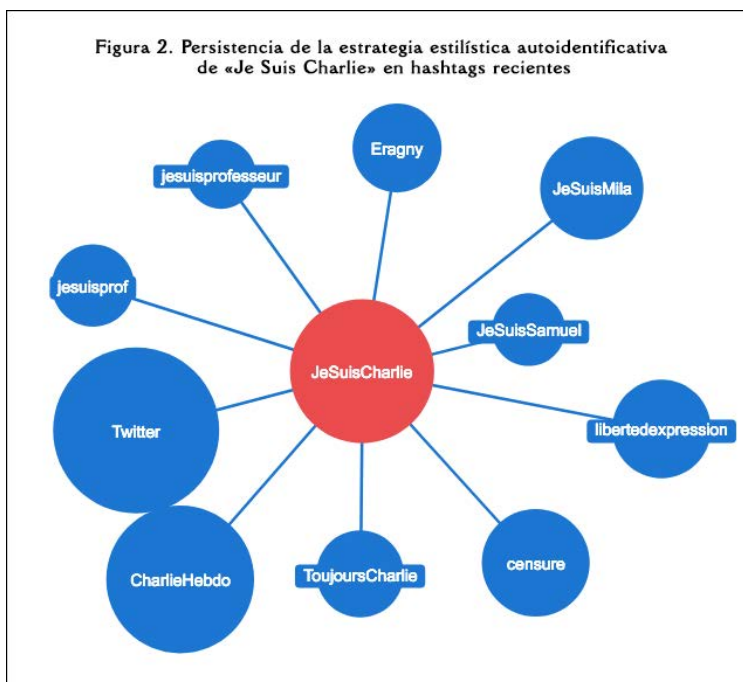 Figura 2. Persistencia de la estrategia estilística autoidentificativa
de «Je Suis Charlie» en hashtags recientes
Eragny
jesuisprofesseur
JeSuisMila
jesuisprof
JeSuisSamuel
JeSuisCharlie
Twitter
libertedexpression
CharlieHebdo
ToujoursCharlie
censure